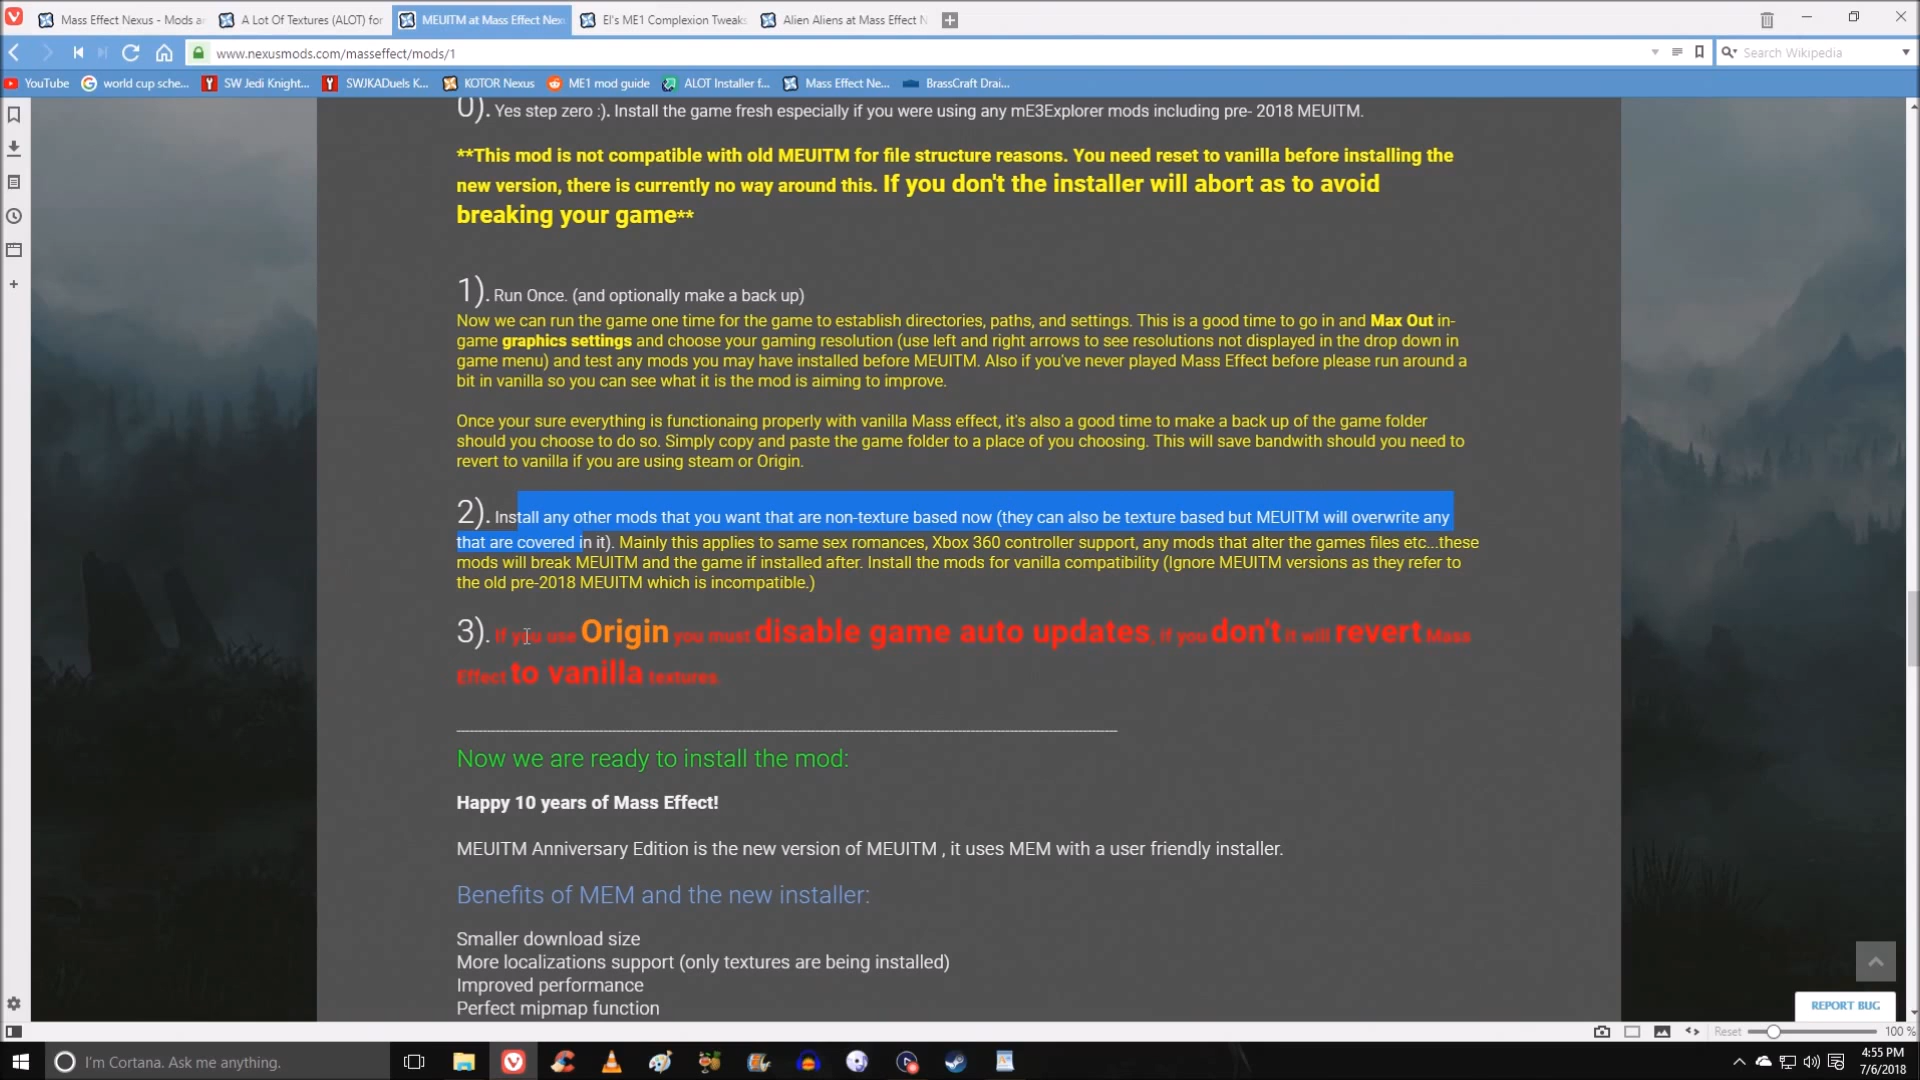 Mass Effect Nexus - Mods a
A Lot Of Textures (ALOT) for
MEUITM at Mass Effect Nex
El's ME1 Complexion Tweaks
Alien Aliens at Mass Effect N
www.nexusmods.com/masseffect/mods/1
Search Wikipedia
YouTube
world cup sche...
SW Jedi Knight...
SWJKADuels K...
KOTOR Nexus
ME1 mod guide
ALOT Installer f...
Mass Effect Ne...
BrassCraft Drai...
0). Yes step zero :). Install the game fresh especially if you were using any mE3Explorer mods including pre- 2018 MEUITM.
**This mod is not compatible with old MEUITM for file structure reasons. You need reset to vanilla before installing the
new version, there is currently no way around this. If you don't the installer will abort as to avoid
breaking your game**
1). Run Once. (and optionally make a back up)
Now we can run the game one time for the game to establish directories, paths, and settings. This is a good time to go in and Max Out in-
game graphics settings and choose your gaming resolution (use left and right arrows to see resolutions not displayed in the drop down in
game menu) and test any mods you may have installed before MEUITM. Also if you've never played Mass Effect before please run around a
bit in vanilla so you can see what it is the mod is aiming to improve.
Once your sure everything is functionaing properly with vanilla Mass effect, it's also a good time to make a back up of the game folder
should you choose to do so. Simply copy and paste the game folder to a place of you choosing. This will save bandwith should you need to
revert to vanilla if you are using steam or Origin.
2). Install any other mods that you want that are non-texture based now (they can also be texture based but MEUITM will overwrite any
that are covered in it). Mainly this applies to same sex romances, Xbox 360 controller support, any mods that alter the games files etc...these
mods will break MEUITM and the game if installed after. Install the mods for vanilla compatibility (Ignore MEUITM versions as they refer to
the old pre-2018 MEUITM which is incompatible.)
3). If you use Origin you must disable game auto updates, if you don't it will revert Mass
Effect to vanilla textures.
Now we are ready to install the mod:
Happy 10 years of Mass Effect!
MEUITM Anniversary Edition is the new version of MEUITM , it uses MEM with a user friendly installer.
Benefits of MEM and the new installer:
Smaller download size
More localizations support (only textures are being installed)
Improved performance
Perfect mipmap function
REPORT BUG
Reset
100 %
I'm Cortana. Ask me anything.
4:55 PM
7/6/2018